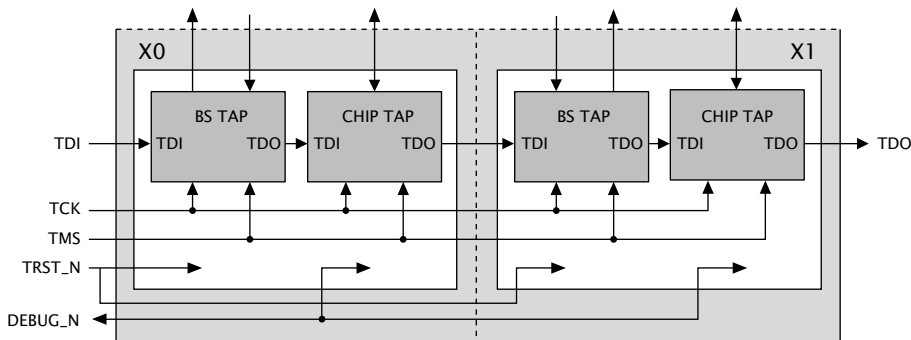 X0 X1
BS TAP CHIP TAP BS TAP CHIP TAP
TDI TDI TDO TDI TDO TDI TDO TDI TDO TDO
TCK
TMS
TRST_N
DEBUG_N